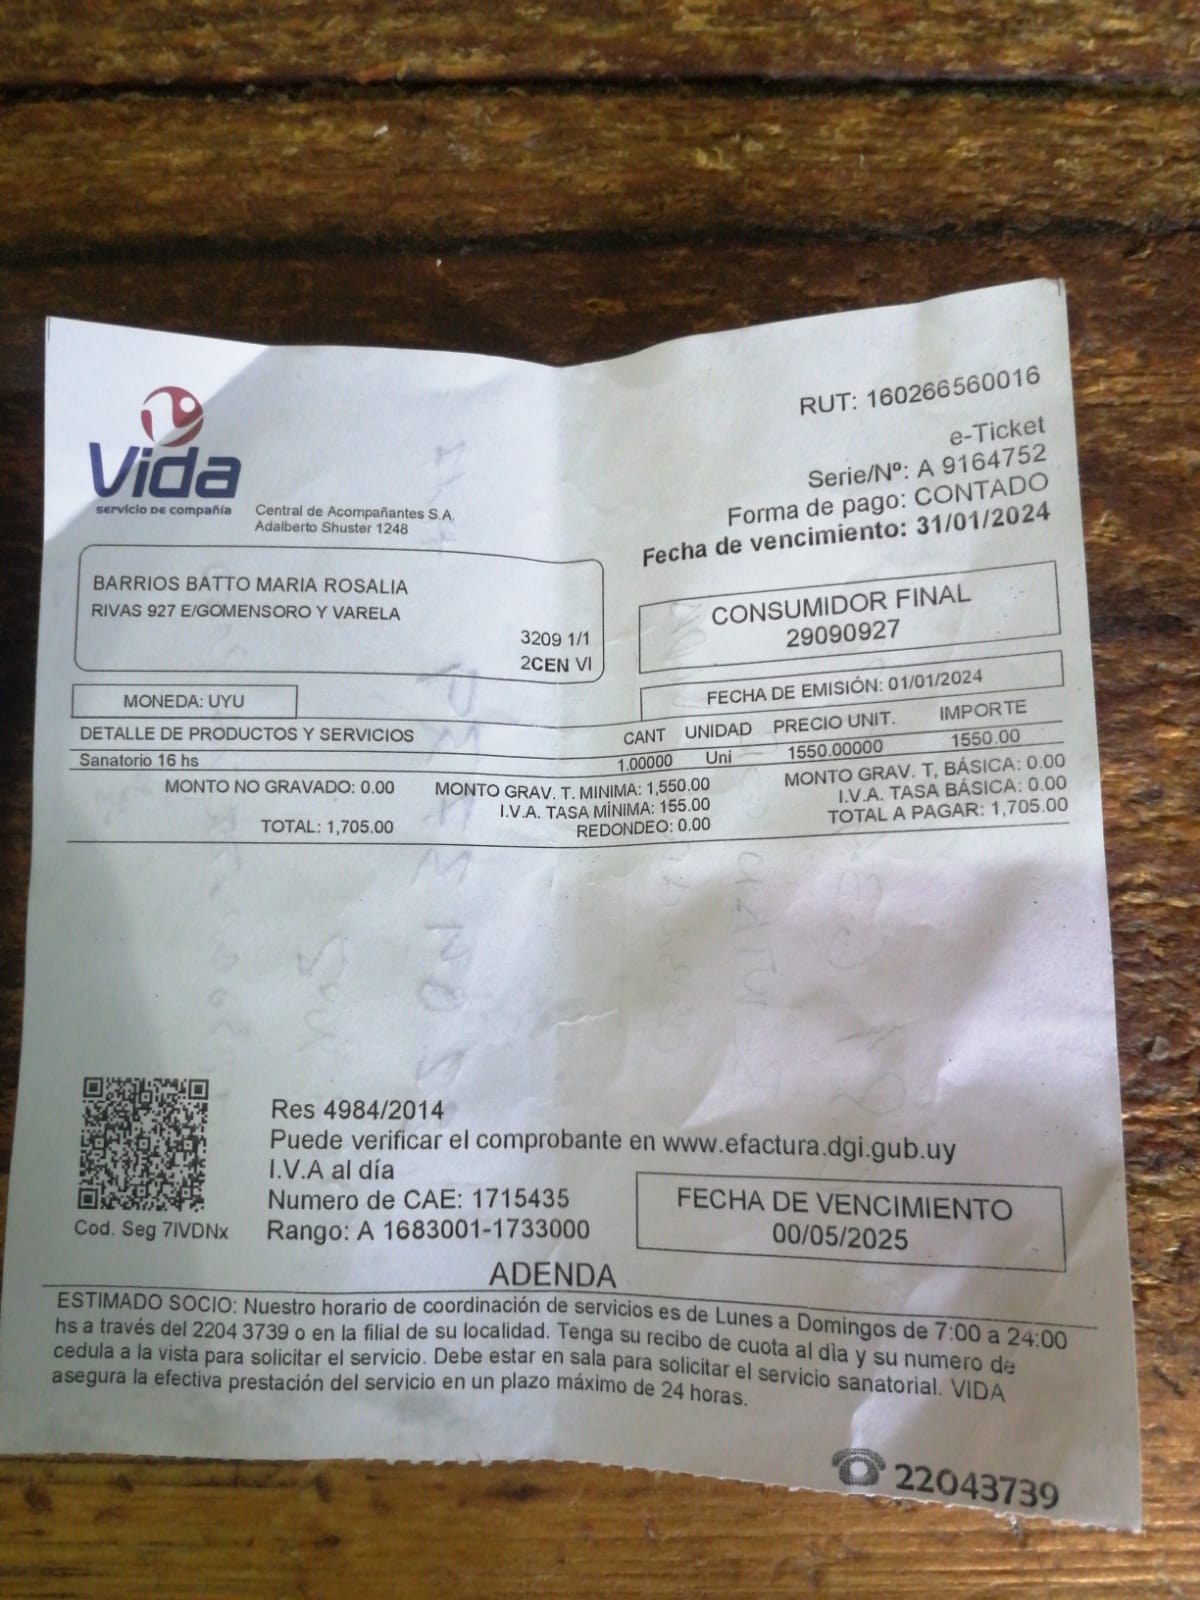 Vida
servicio de compañía
Central de Acompañantes S.A.
Adalberto Shuster 1248
RUT: 160266560016
e-Ticket
Serie/Nº: A 9164752
Forma de pago: CONTADO
Fecha de vencimiento: 31/01/2024
BARRIOS BATTO MARIA ROSALIA
RIVAS 927 E/GOMENSORO Y VARELA
3209 1/1
2CEN VI
CONSUMIDOR FINAL
29090927
MONEDA: UYU
FECHA DE EMISIÓN: 01/01/2024
DETALLE DE PRODUCTOS Y SERVICIOS CANT UNIDAD PRECIO UNIT. IMPORTE
Sanatorio 16 hs 1.00000 Uni 1550.00000 1550.00
MONTO NO GRAVADO: 0.00 MONTO GRAV. T. MINIMA: 1,550.00 MONTO GRAV. T, BÁSICA: 0.00
I.V.A. TASA MÍNIMA: 155.00 I.V.A. TASA BÁSICA: 0.00
TOTAL: 1,705.00 REDONDEO: 0.00 TOTAL A PAGAR: 1,705.00
Res 4984/2014
Puede verificar el comprobante en www.efactura.dgi.gub.uy
I.V.A al día
Numero de CAE: 1715435
Rango: A 1683001-1733000
Cod. Seg 7IVDNx
FECHA DE VENCIMIENTO
00/05/2025
ADENDA
ESTIMADO SOCIO: Nuestro horario de coordinación de servicios es de Lunes a Domingos de 7:00 a 24:00
hs a través del 2204 3739 o en la filial de su localidad. Tenga su recibo de cuota al dìa y su numero de
cedula a la vista para solicitar el servicio. Debe estar en sala para solicitar el servicio sanatorial. VIDA
asegura la efectiva prestación del servicio en un plazo máximo de 24 horas.
22043739